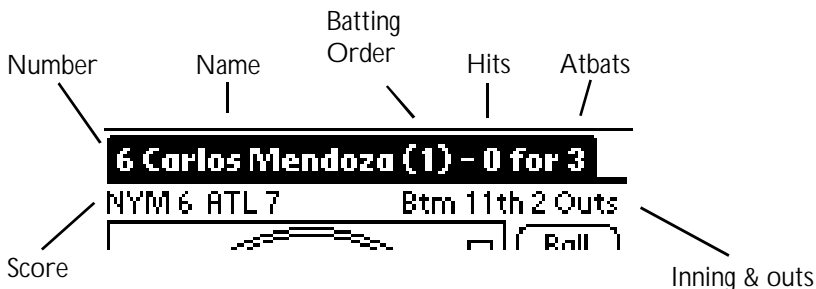 Batting
Order
Number Name Hits Atbats
6 Carlos Mendoza (1) - 0 for 3
NYM 6 ATL 7 Btm 11th 2 Outs
Ball
Score
Inning & outs